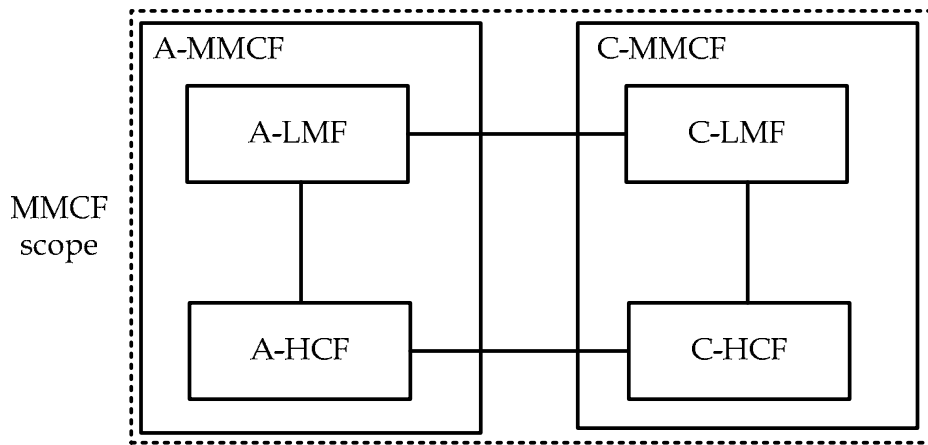 A-MMCF
C-MMCF
A-LMF
C-LMF
MMCF
scope
A-HCF
C-HCF